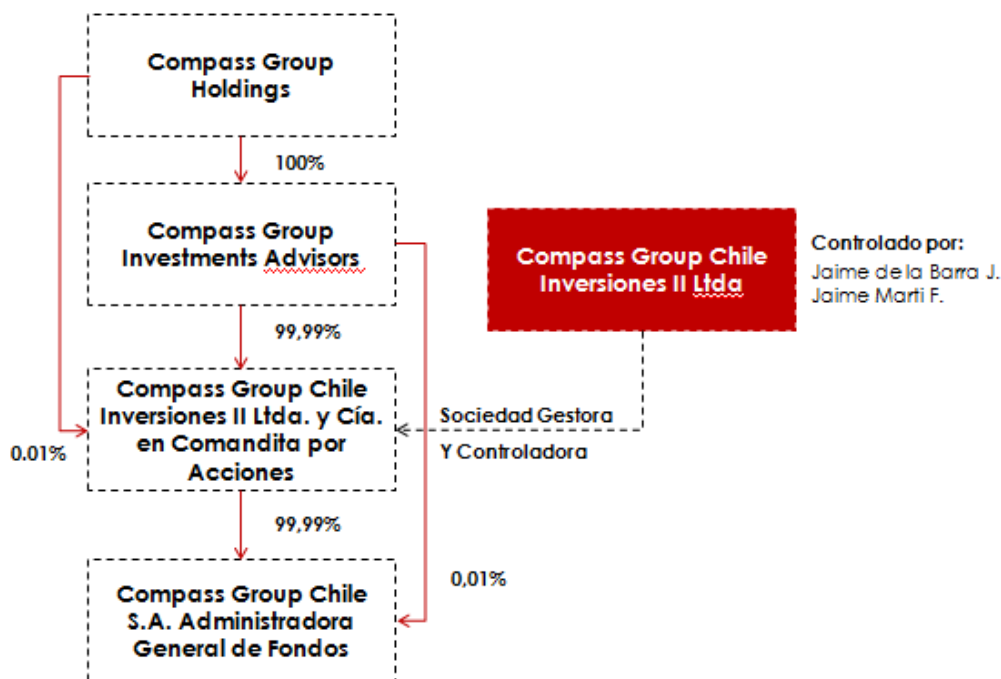 Compass Group
Holdings
100%
Compass Group
Investments Advisors
Compass Group Chile
Inversiones II Ltda
Controlado por:
Jaime de la Barra J.
Jaime Marti F.
99,99%
Compass Group Chile
Inversiones II Ltda. y Cía.
en Comandita por
Acciones
0.01%
Sociedad Gestora
Y Controladora
99,99%
0,01%
Compass Group Chile
S.A. Administradora
General de Fondos